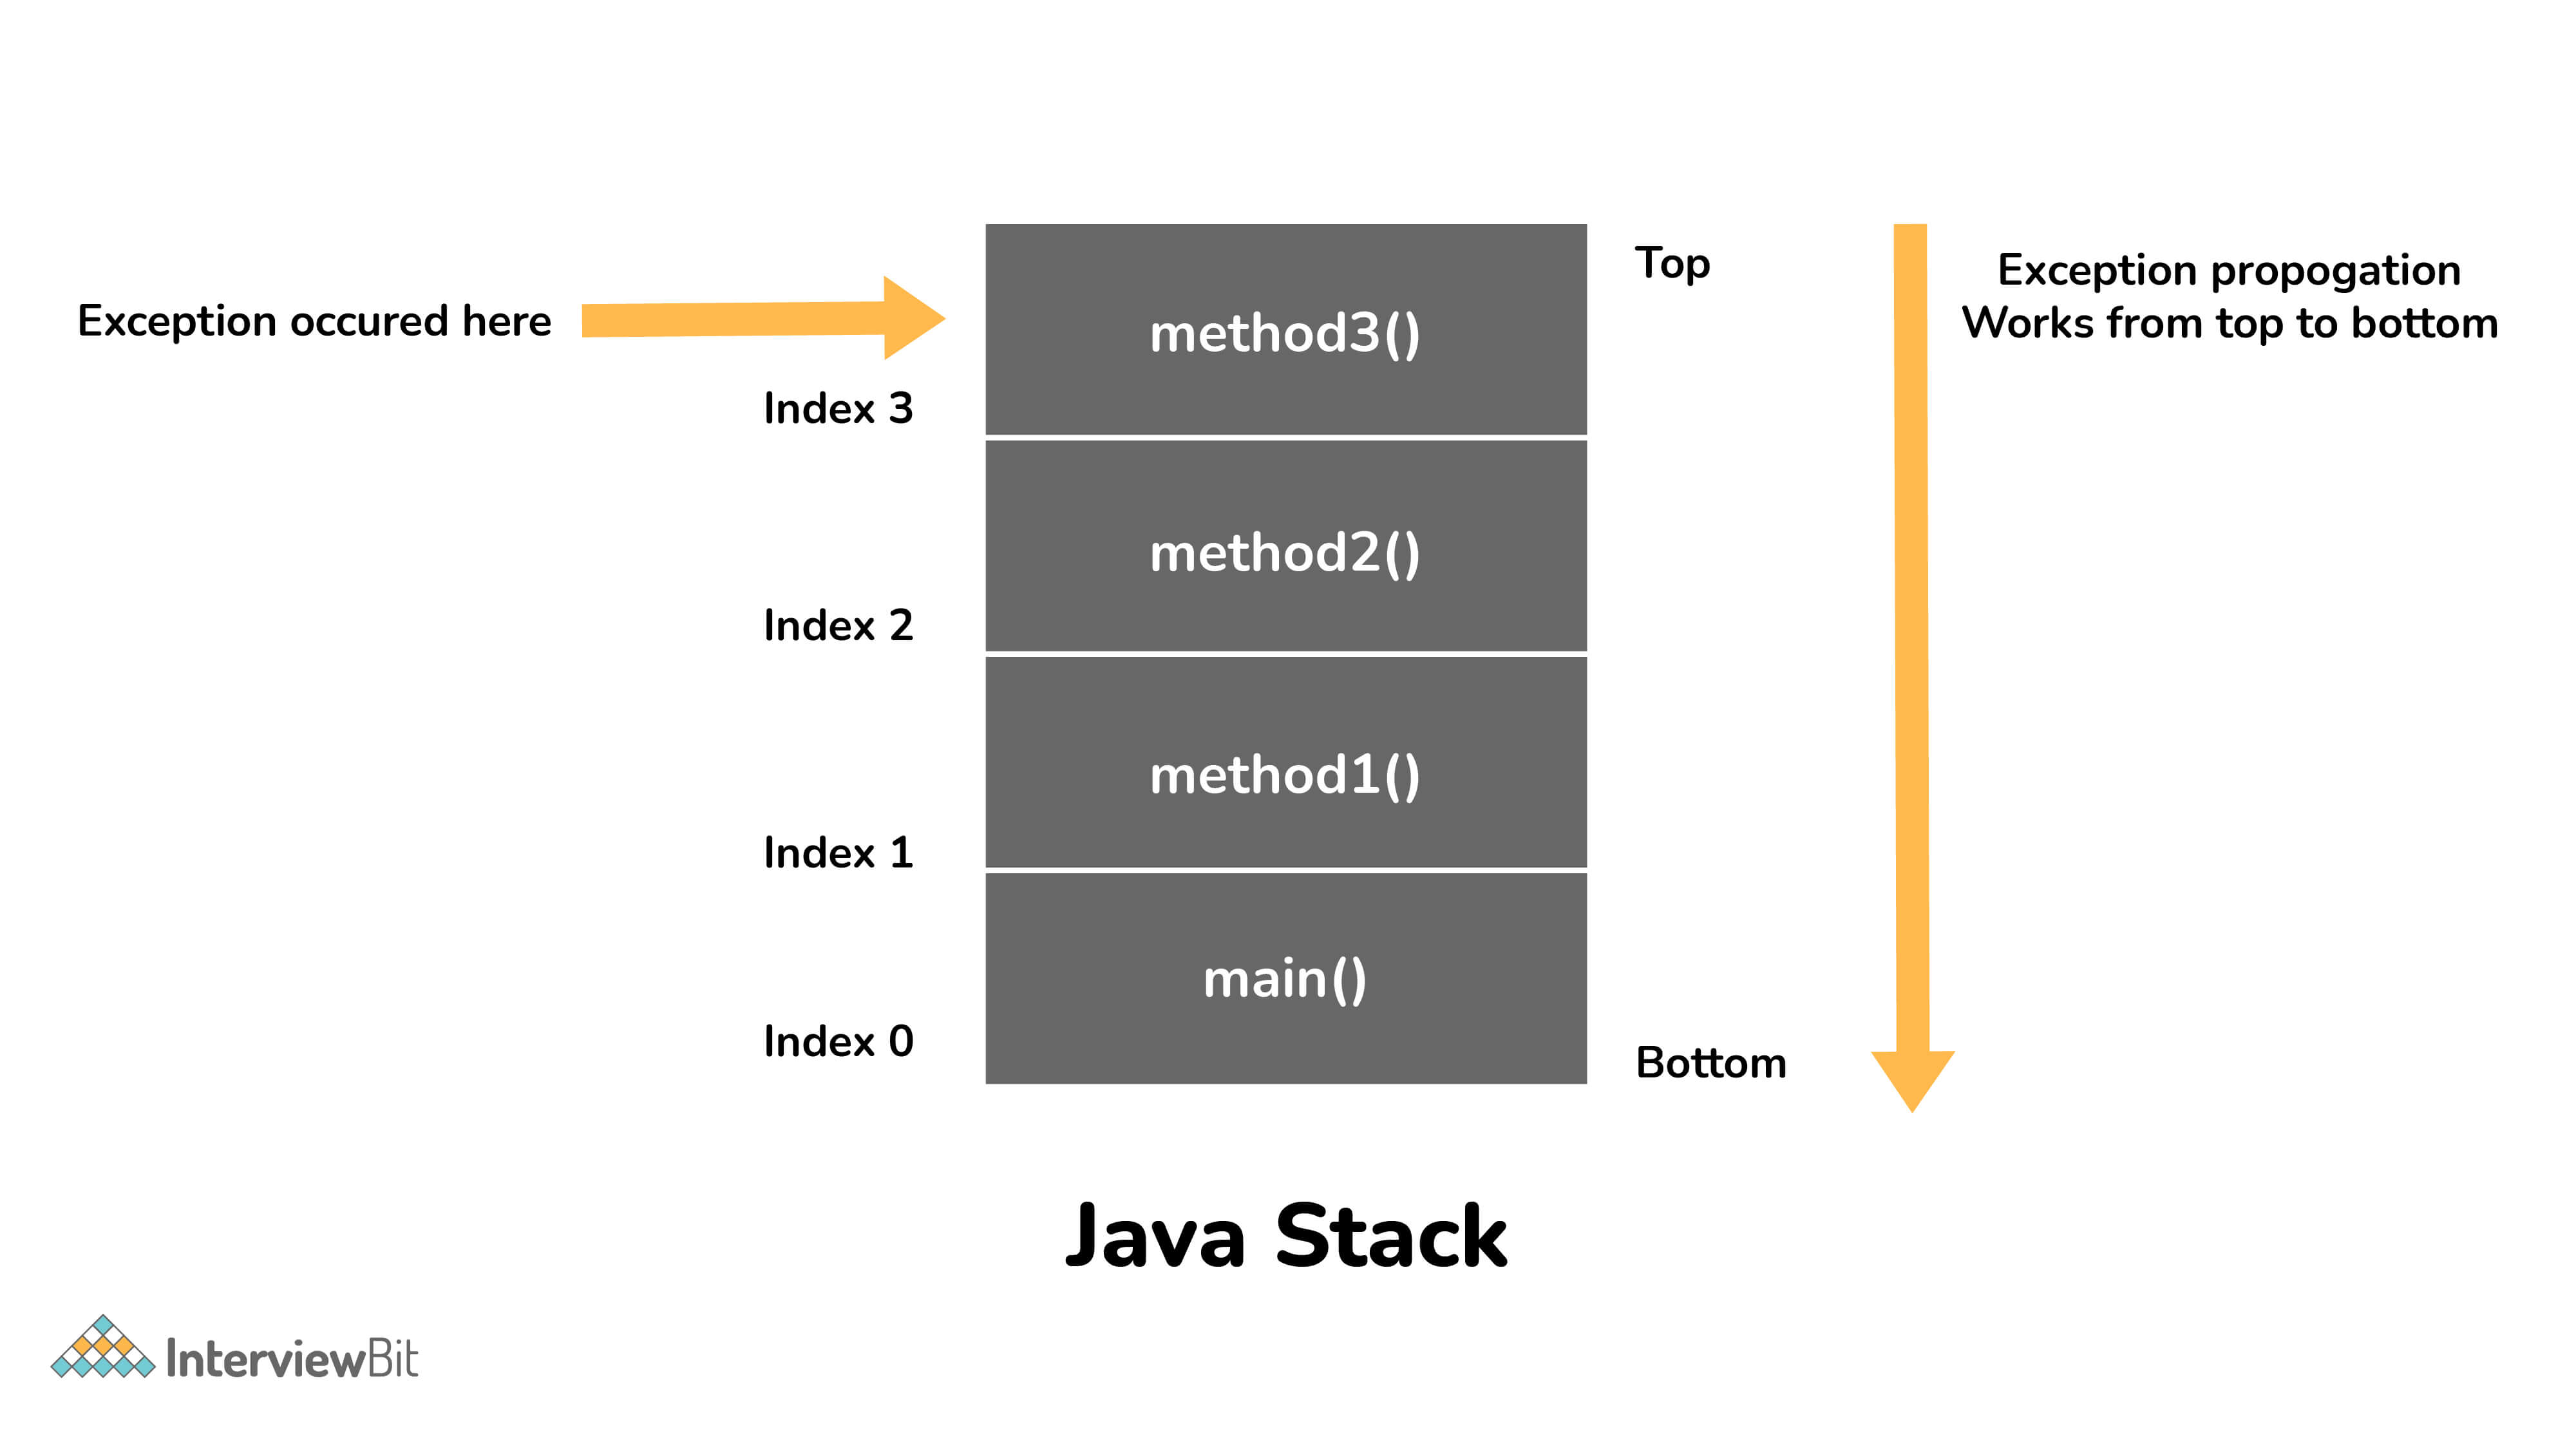 Top
Exception propogation
Works from top to bottom
Exception occured here
method3()
Index 3
method2()
Index 2
method1()
Index 1
main()
Index 0
Bottom
Java Stack
InterviewBit